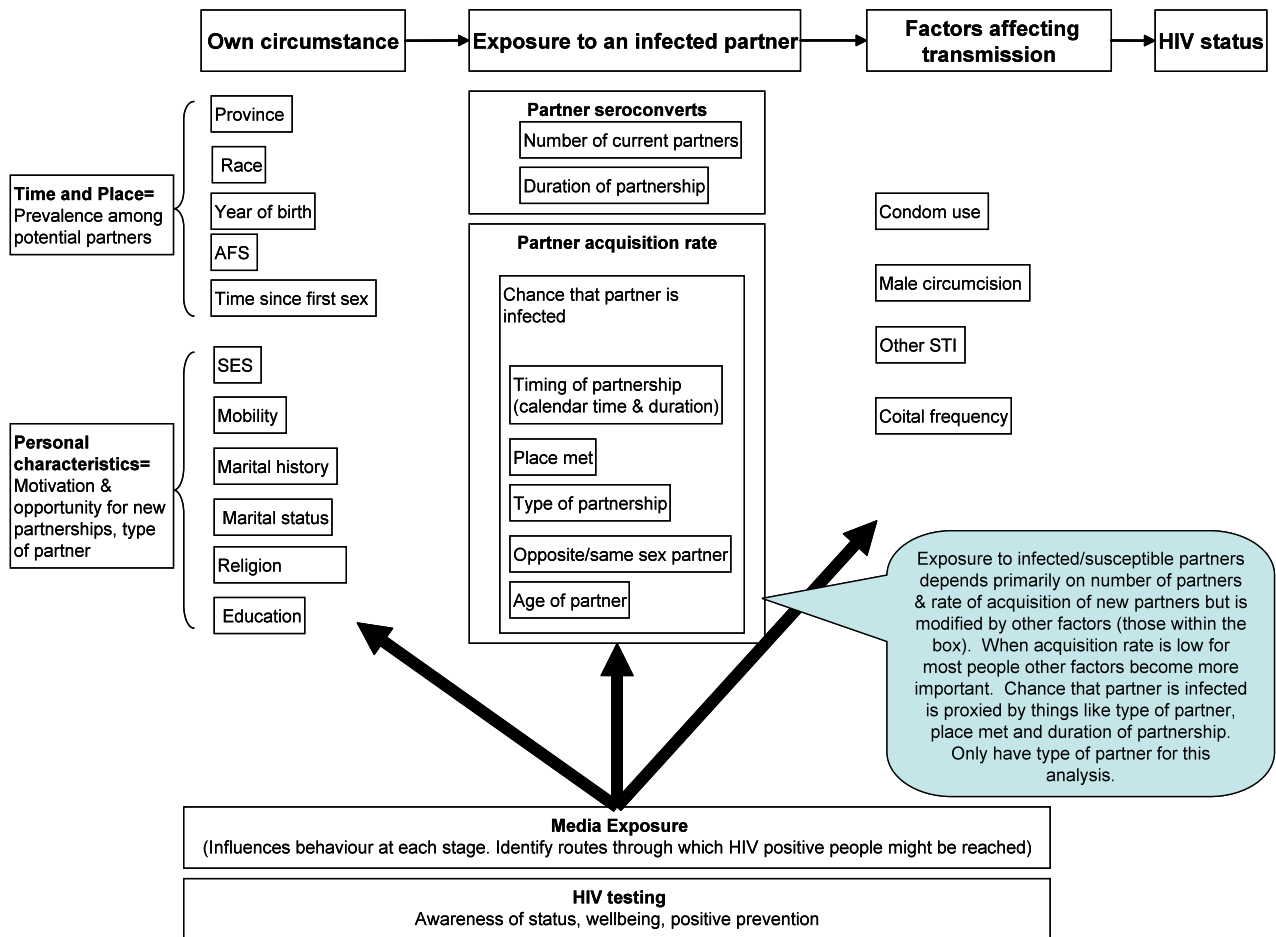 Own circumstance
Exposure to an infected partner
Factors affecting
transmission
HIV status
Time and Place=
Prevalence among
potential partners
Province
Race
Year of birth
AFS
Time since first sex
Personal
characteristics=
Motivation &
opportunity for new
partnerships, type
of partner
SES
Mobility
Marital history
Marital status
Religion
Education
Partner seroconverts
Number of current partners
Duration of partnership
Partner acquisition rate
Chance that partner is
infected
Timing of partnership
(calendar time & duration)
Place met
Type of partnership
Opposite/same sex partner
Age of partner
Condom use
Male circumcision
Other STI
Coital frequency
Exposure to infected/susceptible partners
depends primarily on number of partners
& rate of acquisition of new partners but is
modified by other factors (those within the
box).  When acquisition rate is low for
most people other factors become more
important.  Chance that partner is infected
is proxied by things like type of partner,
place met and duration of partnership.
Only have type of partner for this
analysis.
Media Exposure
(Influences behaviour at each stage. Identify routes through which HIV positive people might be reached)
HIV testing
Awareness of status, wellbeing, positive prevention